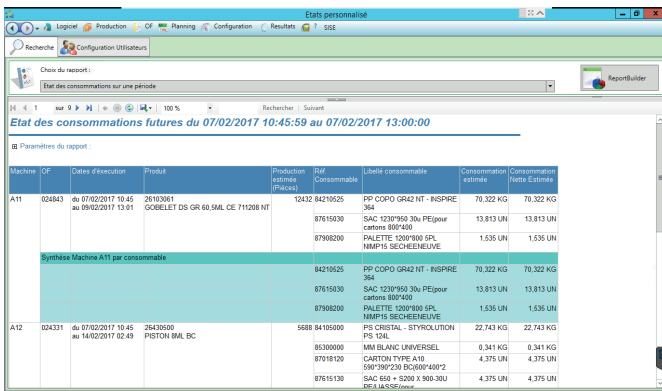 Etats personnalisé
Logiciel Production OF Planning Configuration Resultats ? SISE
Recherche Configuration Utilisateurs
Choix du rapport :
Etat des consommations sur une période
ReportBuilder
1 sur 9 100 % Rechercher | Suivant
Etat des consommations futures du 07/02/2017 10:45:59 au 07/02/2017 13:00:00
Paramètres du rapport :
Machine OF Dates d'éxecution Produit Production estimée (Pièces) Réf. Consommable Libellé consommable Consommation estimée Consommation Nette Estimée
A11 024843 du 07/02/2017 10:45 26103061 12432 84210525 PP COPO GR42 NT - INSPIRE 70,322 KG 70,322 KG
au 09/02/2017 13:01 GOBELET DS GR 60,5ML CE 711208 NT 364
87615030 SAC 1230*950 30u PE(pour 13,813 UN 13,813 UN
cartons 800*400
87908200 PALETTE 1200*800 5PL 1,535 UN 1,535 UN
NIMP15 SECHEENEUVE
Synthèse Machine A11 par consommable
84210525 PP COPO GR42 NT - INSPIRE 70,322 KG 70,322 KG
364
87615030 SAC 1230*950 30u PE(pour 13,813 UN 13,813 UN
cartons 800*400
87908200 PALETTE 1200*800 5PL 1,535 UN 1,535 UN
NIMP15 SECHEENEUVE
A12 024331 du 07/02/2017 10:45 26430500 5688 84105000 PS CRISTAL - STYROLUTION 22,743 KG 22,743 KG
au 14/02/2017 02:49 PISTON 8ML BC PS 124L
85300000 MM BLANC UNIVERSEL 0,341 KG 0,341 KG
87018120 CARTON TYPE A10 4,375 UN 4,375 UN
590*390*230 BC(600*400*2
87615130 SAC 650 + S200 X 900-30U 4,375 UN 4,375 UN
PE/LIASSE(pour